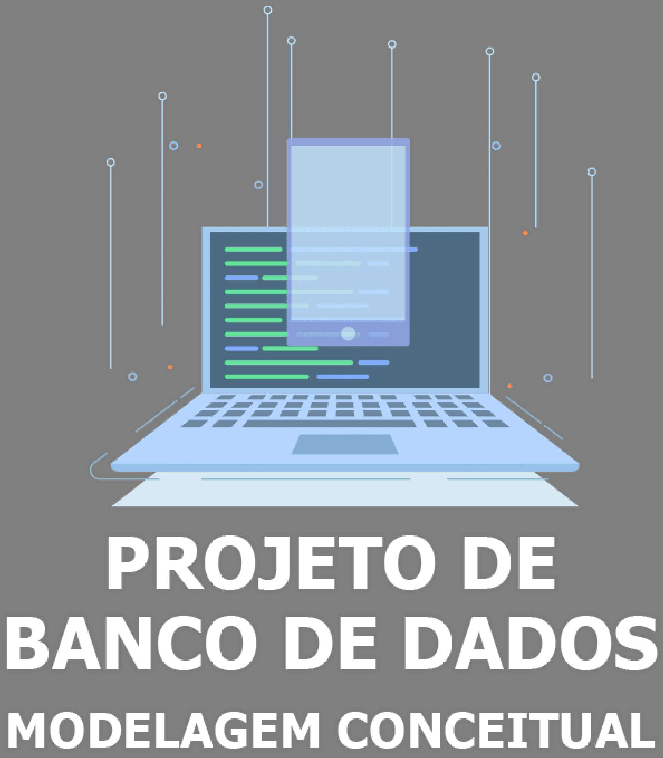 PROJETO DE
BANCO DE DADOS
MODELAGEM CONCEITUAL